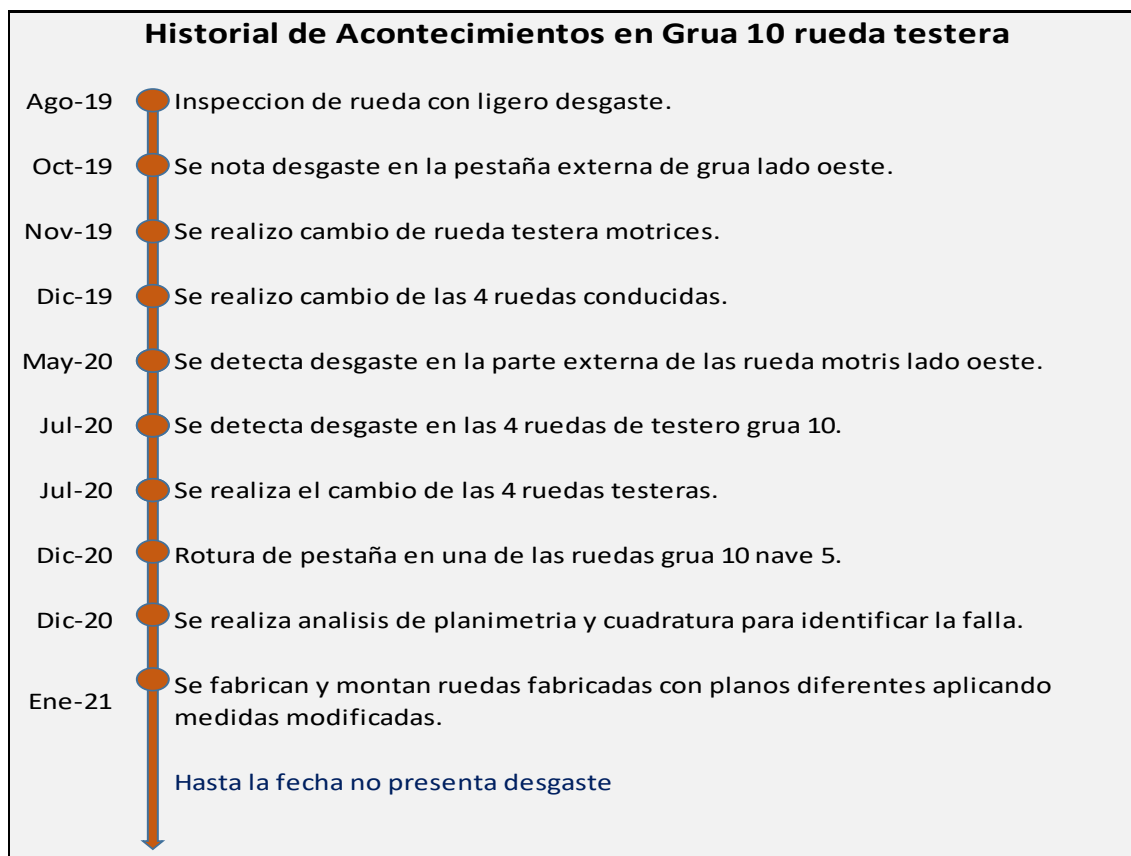 Historial de Acontecimientos en Grua 10 rueda testera
Ago-19 Inspeccion de rueda con ligero desgaste.
Oct-19 Se nota desgaste en la pestaña externa de grua lado oeste.
Nov-19 Se realizo cambio de rueda testera motrices.
Dic-19 Se realizo cambio de las 4 ruedas conducidas.
May-20 Se detecta desgaste en la parte externa de las rueda motris lado oeste.
Jul-20 Se detecta desgaste en las 4 ruedas de testero grua 10.
Jul-20 Se realiza el cambio de las 4 ruedas testeras.
Dic-20 Rotura de pestaña en una de las ruedas grua 10 nave 5.
Dic-20 Se realiza analisis de planimetria y cuadratura para identificar la falla.
Ene-21 Se fabrican y montan ruedas fabricadas con planos diferentes aplicando
medidas modificadas.
Hasta la fecha no presenta desgaste